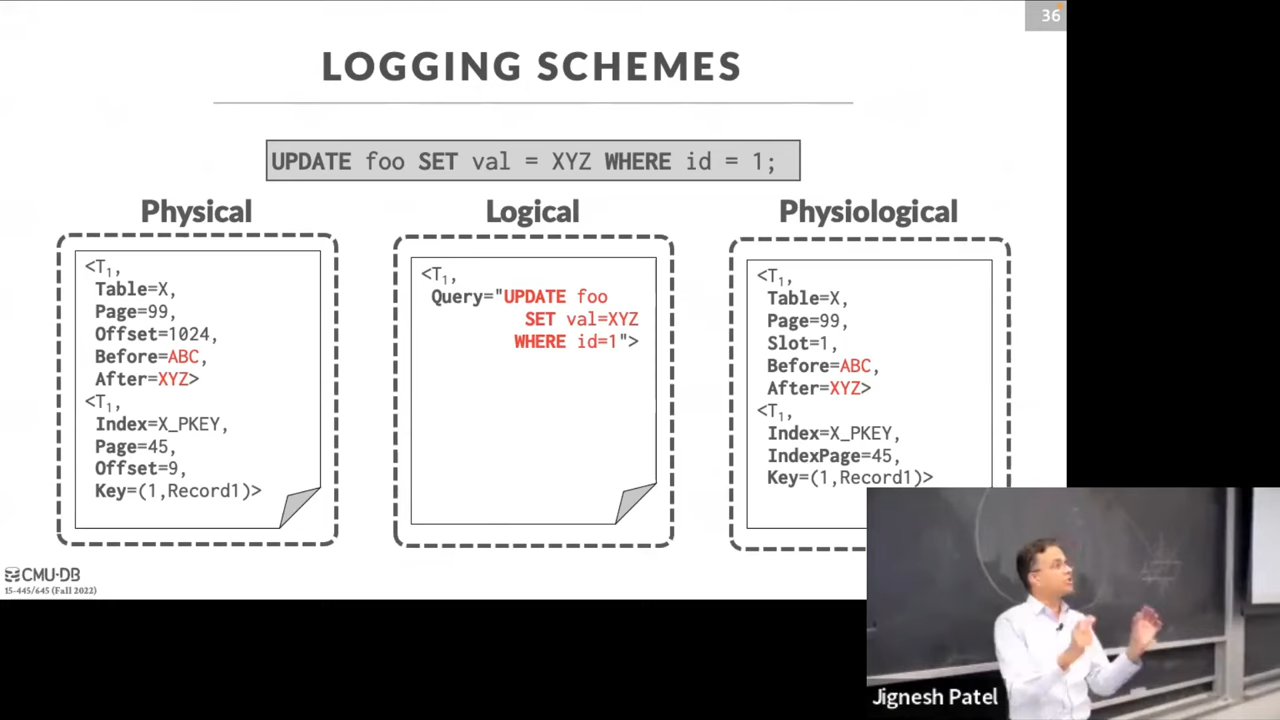 36
LOGGING SCHEMES
UPDATE foo SET val = XYZ WHERE id = 1;
Physical
<T1,
Table=X,
Page=99,
Offset=1024,
Before=ABC,
After=XYZ>
<T1,
Index=X_PKEY,
Page=45,
Offset=9,
Key=(1,Record1)>
Logical
<T1,
Query="UPDATE foo
SET val=XYZ
WHERE id=1">
Physiological
<T1,
Table=X,
Page=99,
Slot=1,
Before=ABC,
After=XYZ>
<T1,
Index=X_PKEY,
IndexPage=45,
Key=(1,Record1)>
CMU·DB
15-445/645 (Fall 2022)
Jignesh Patel